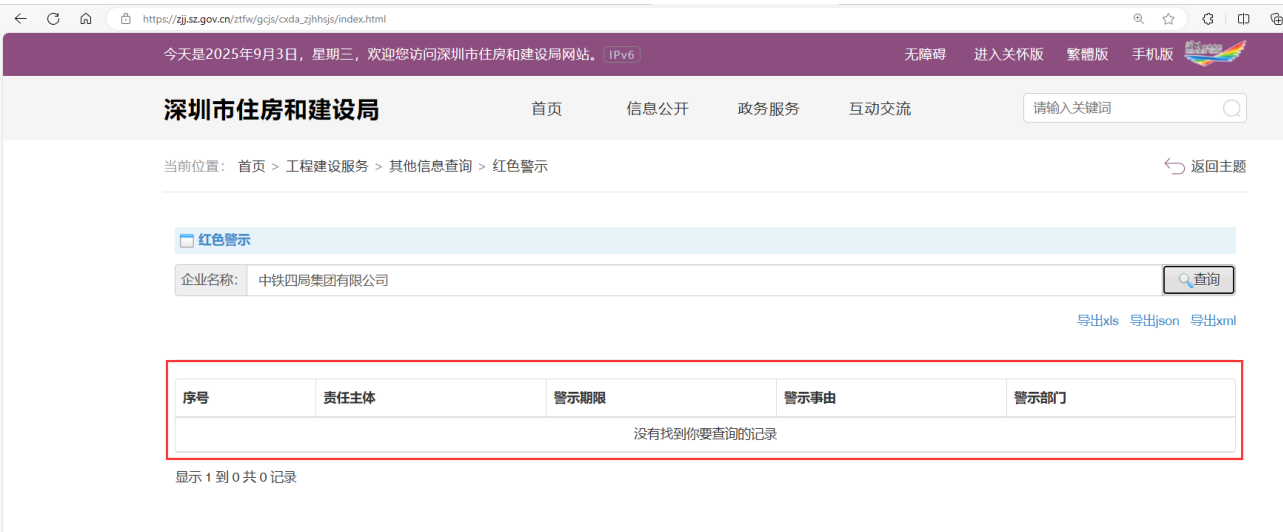 https://zjj.sz.gov.cn/ztfw/gcjs/cxda_zjhhsjs/index.html
今天是2025年9月3日，星期三，欢迎您访问深圳市住房和建设局网站。 IPv6 无障碍 进入关怀版 繁體版 手机版
深圳市住房和建设局 首页 信息公开 政务服务 互动交流 请输入关键词
当前位置： 首页 > 工程建设服务 > 其他信息查询 > 红色警示 返回主题
红色警示
企业名称: 中铁四局集团有限公司 查询
导出xls 导出json 导出xml
序号 责任主体 警示期限 警示事由 警示部门
没有找到你要查询的记录
显示 1 到 0 共 0 记录